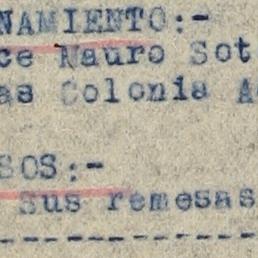 NAMIENTO:-
ce Nauro Sot
as Colonia A
SOS:-
Sus remesas
--------------